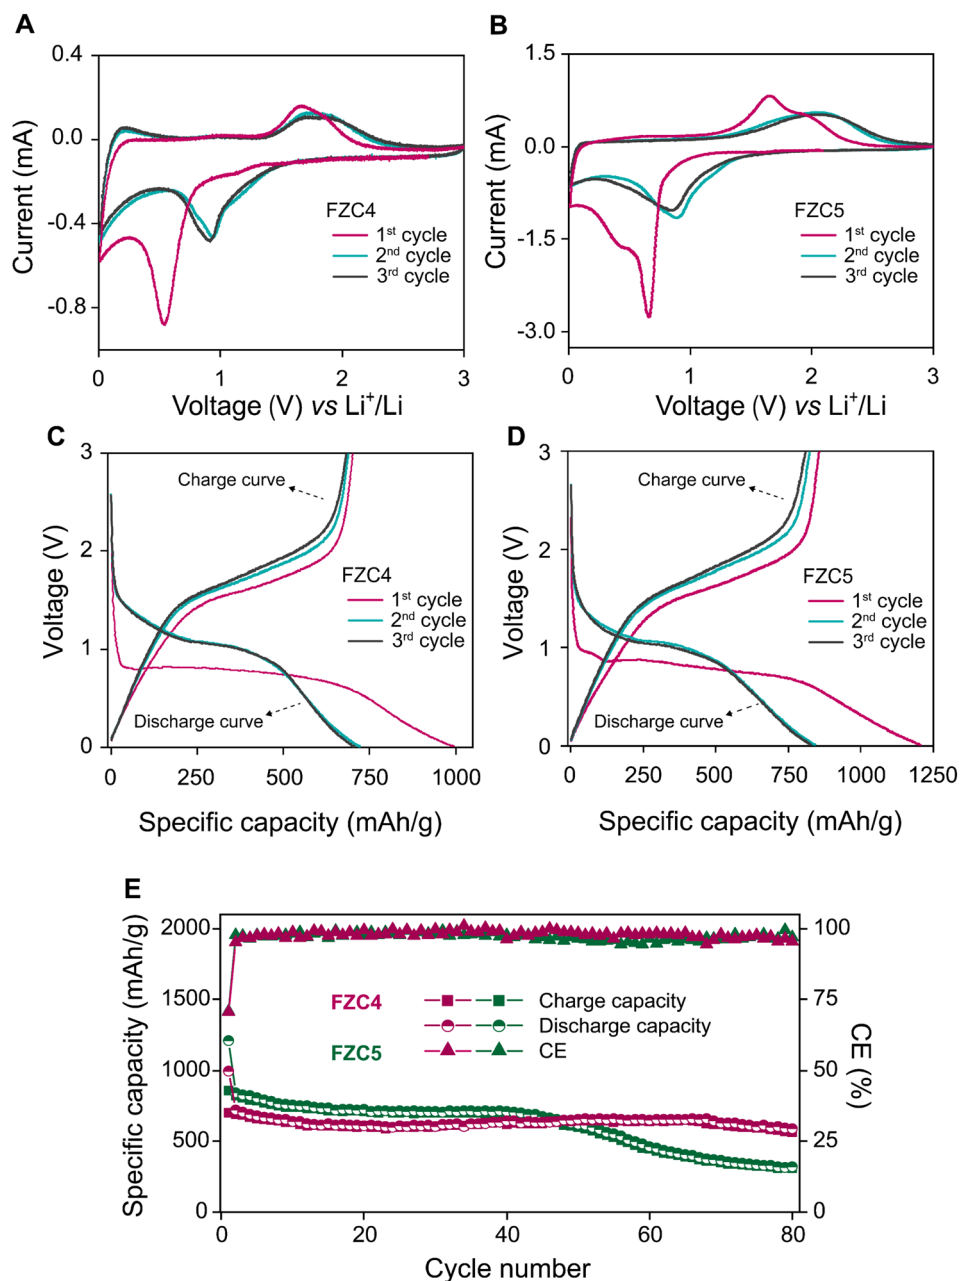 A
0.4
0.0
-0.4
-0.8
Current (mA)
FZC4
1st cycle
2nd cycle
3rd cycle
0
1
2
3
Voltage (V) vs Li+/Li
B
1.5
0.0
-1.5
-3.0
Current (mA)
FZC5
1st cycle
2nd cycle
3rd cycle
0
1
2
3
Voltage (V) vs Li+/Li
C
3
2
1
0
Voltage (V)
Charge curve
FZC4
1st cycle
2nd cycle
3rd cycle
Discharge curve
0
250
500
750
1000
Specific capacity (mAh/g)
D
3
2
1
0
Voltage (V)
Charge curve
FZC5
1st cycle
2nd cycle
3rd cycle
Discharge curve
0
250
500
750
1000
1250
Specific capacity (mAh/g)
E
2000
1500
1000
500
0
Specific capacity (mAh/g)
FZC4
FZC5
Charge capacity
Discharge capacity
CE
100
75
50
25
0
CE (%)
0
20
40
60
80
Cycle number